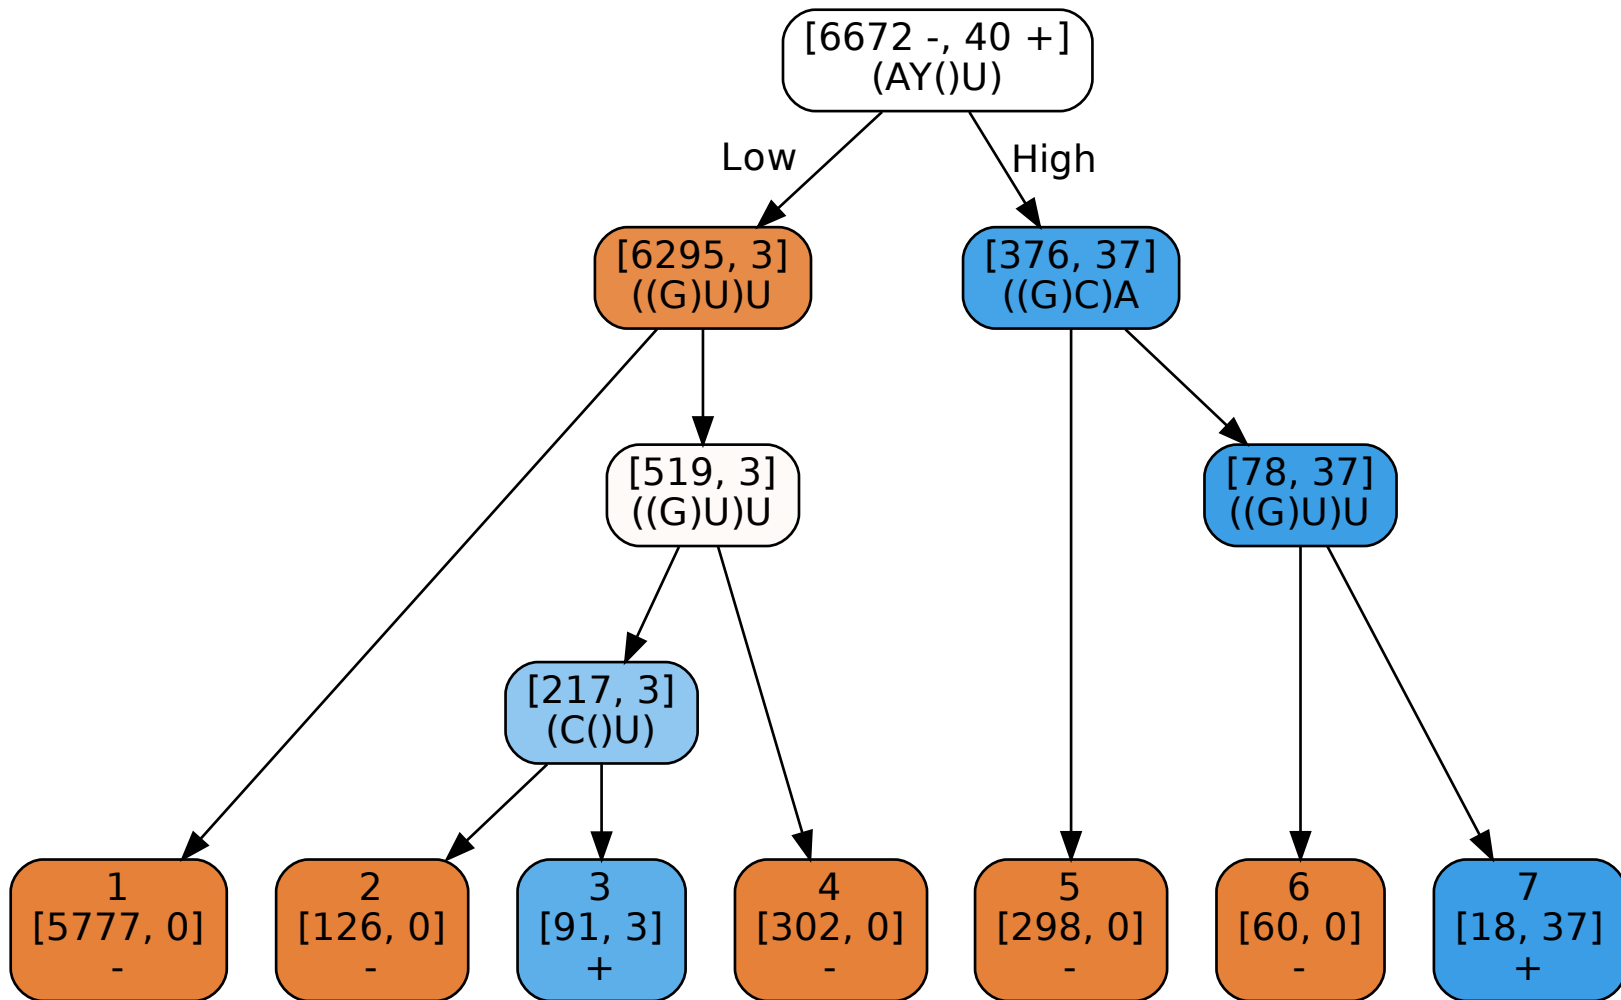 [6672 -, 40 +]
(AY()U)
Low
High
[6295, 3]
((G)U)U
[376, 37]
((G)C)A
[519, 3]
((G)U)U
[78, 37]
((G)U)U
[217, 3]
(C()U)
1
[5777, 0]
-
2
[126, 0]
-
3
[91, 3]
+
4
[302, 0]
-
5
[298, 0]
-
6
[60, 0]
-
7
[18, 37]
+